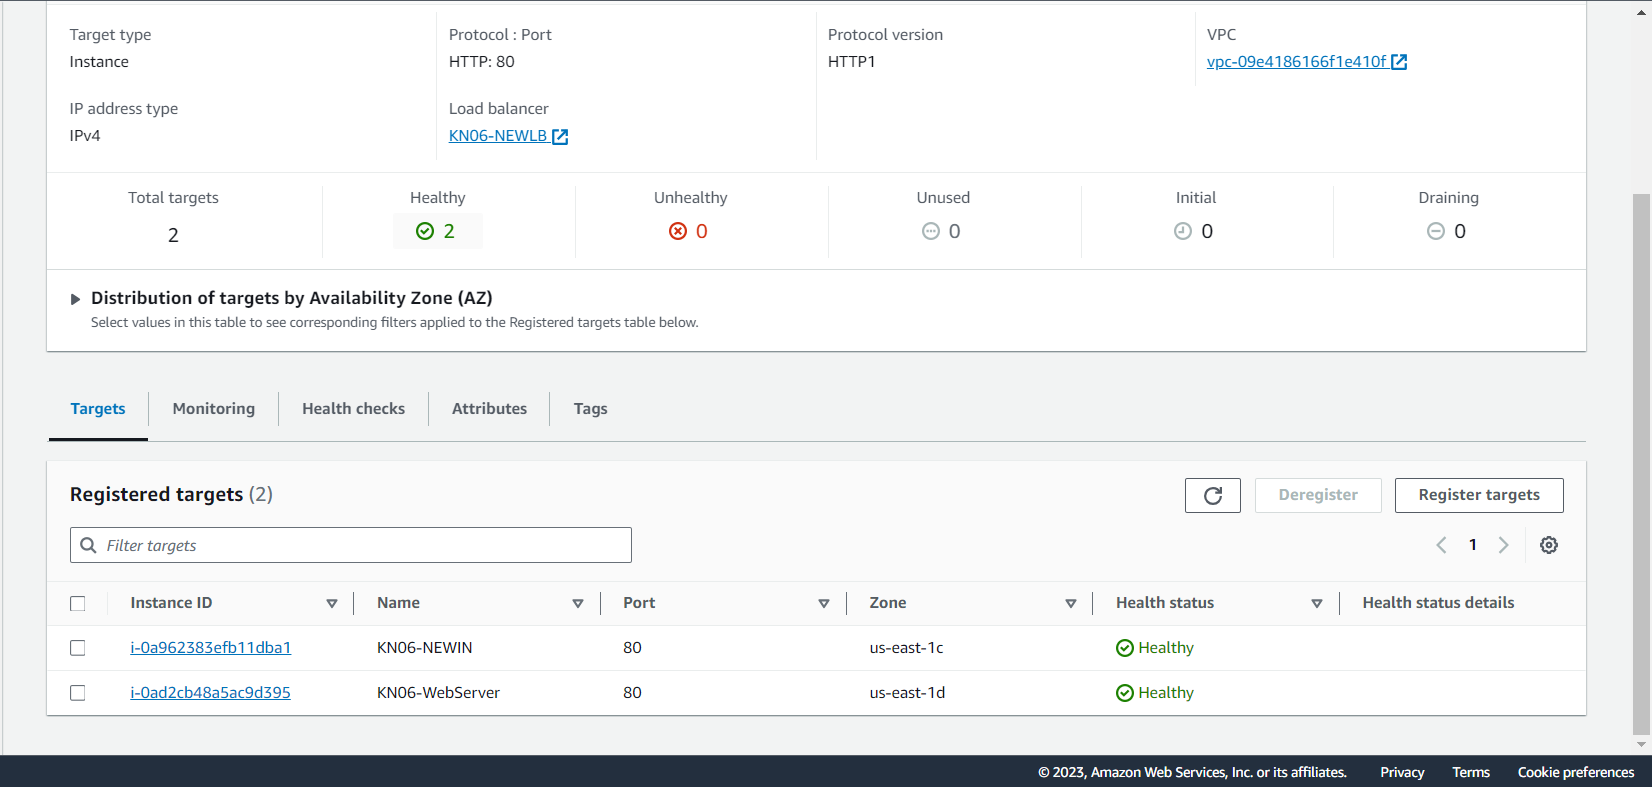 Target type
Protocol : Port
Protocol version
VPC
Instance
HTTP: 80
HTTP1
vpc-09e4186166f1e410f
IP address type
Load balancer
IPv4
KN06-NEWLB
Total targets
Healthy
Unhealthy
Unused
Initial
Draining
2
2
0
0
0
0
Distribution of targets by Availability Zone (AZ)
Select values in this table to see corresponding filters applied to the Registered targets table below.
Targets
Monitoring
Health checks
Attributes
Tags
Registered targets (2)
Deregister
Register targets
Filter targets
1
Instance ID
Name
Port
Zone
Health status
Health status details
i-0a962383efb11dba1
KN06-NEWIN
80
us-east-1c
Healthy
i-0ad2cb48a5ac9d395
KN06-WebServer
80
us-east-1d
Healthy
© 2023, Amazon Web Services, Inc. or its affiliates.
Privacy
Terms
Cookie preferences